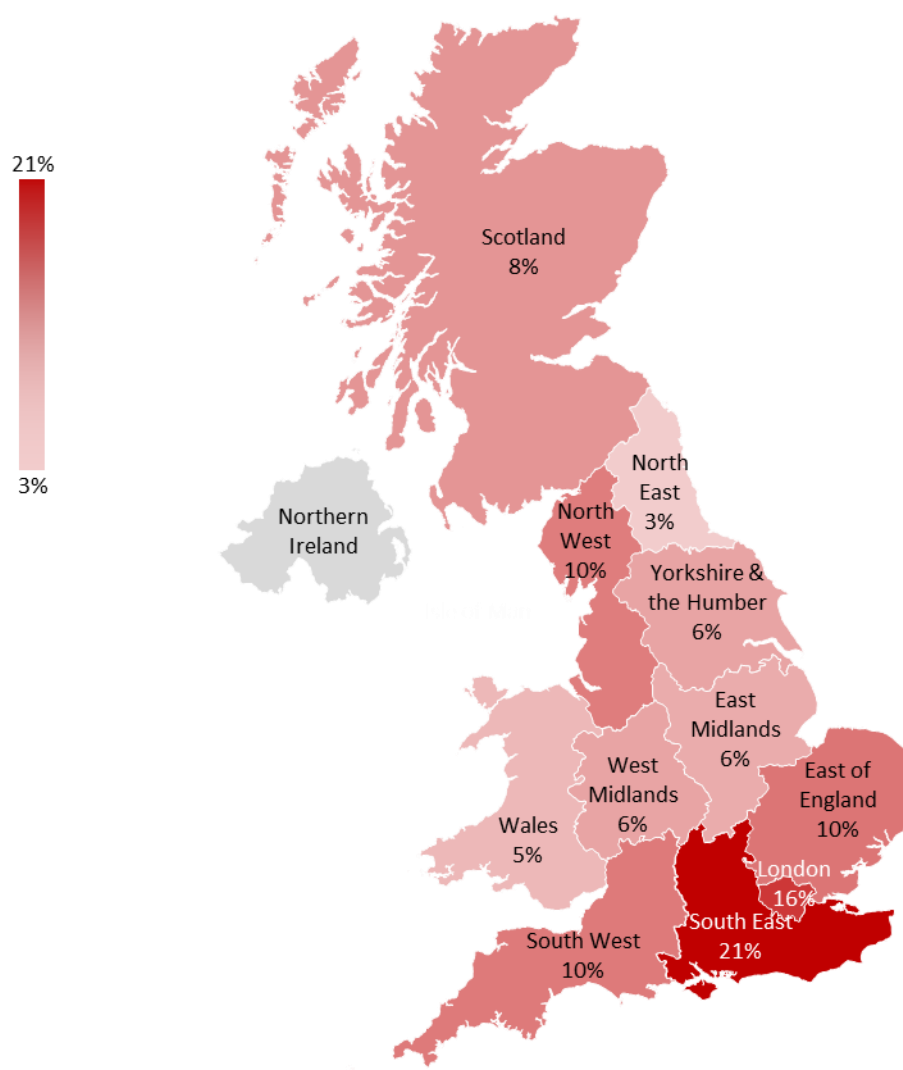 21%
3%
Scotland
8%
North
East
3%
Northern
Ireland
North
West
10%
Yorkshire &
the Humber
6%
East
Midlands
6%
West
Midlands
6%
East of
England
10%
Wales
5%
London
16%
South East
21%
South West
10%